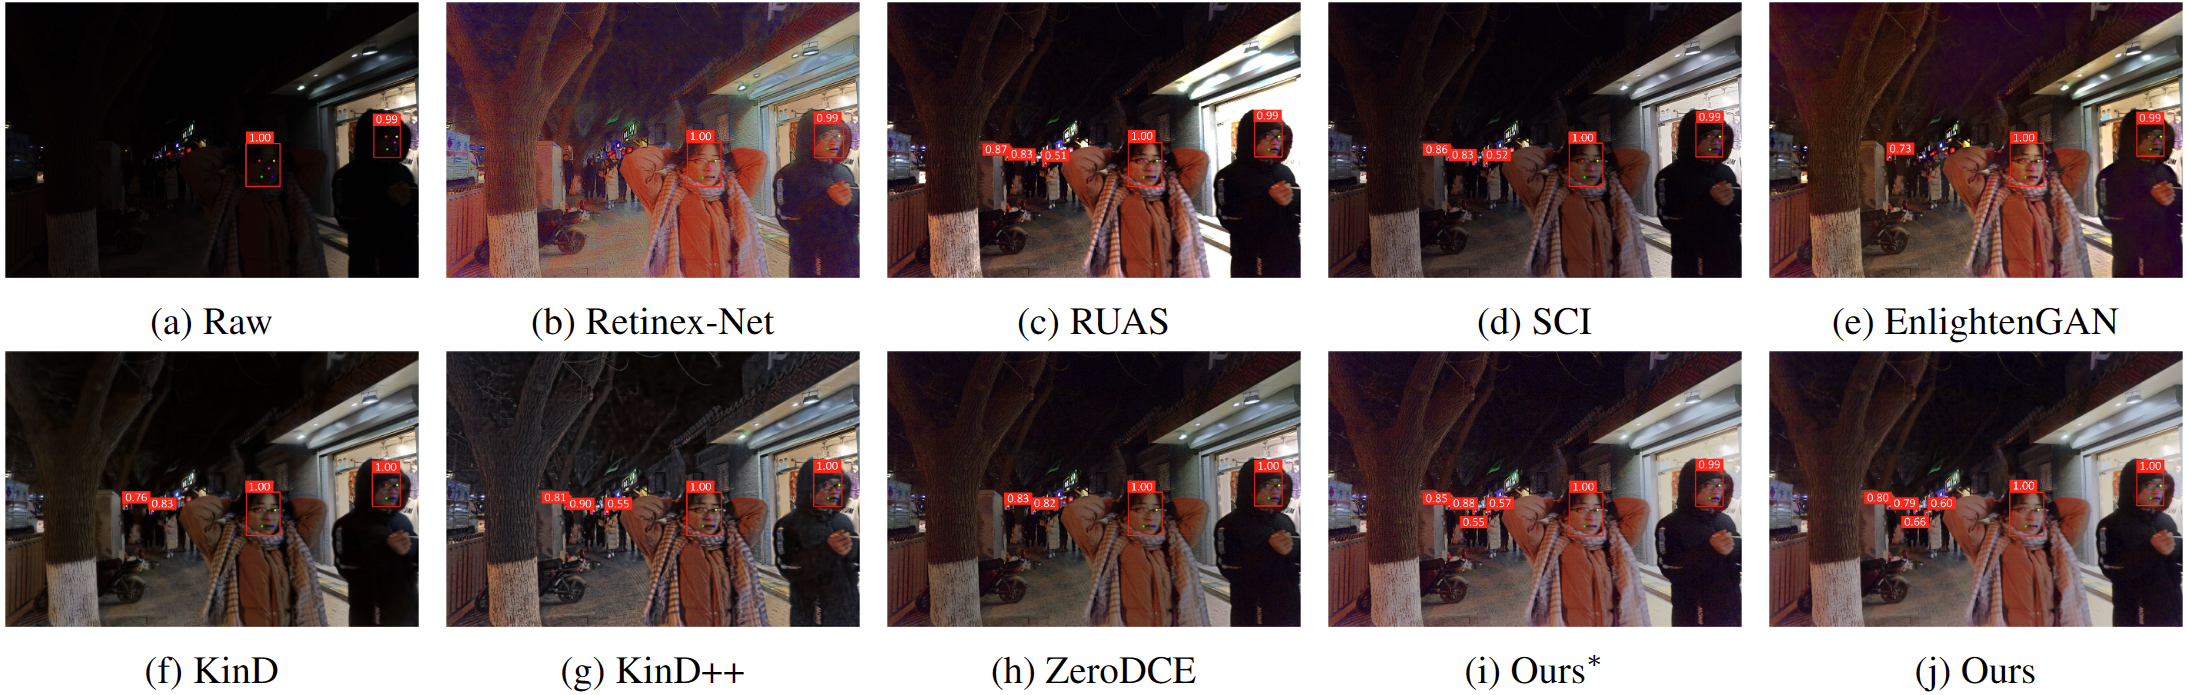 1.00 0.99
1.00 0.99
0.87 0.83 0.51 1.00 0.99
0.86 0.83 0.52 1.00 0.99
0.73 1.00 0.99
(a) Raw
(b) Retinex-Net
(c) RUAS
(d) SCI
(e) EnlightenGAN
0.76 0.83 1.00 1.00
0.81 0.90 0.55 1.00 1.00
0.83 0.82 1.00 1.00
0.85 0.88 0.57 1.00 0.99
0.55
0.80 0.79 0.60 1.00 1.00
0.66
(f) KinD
(g) KinD++
(h) ZeroDCE
(i) Ours*
(j) Ours